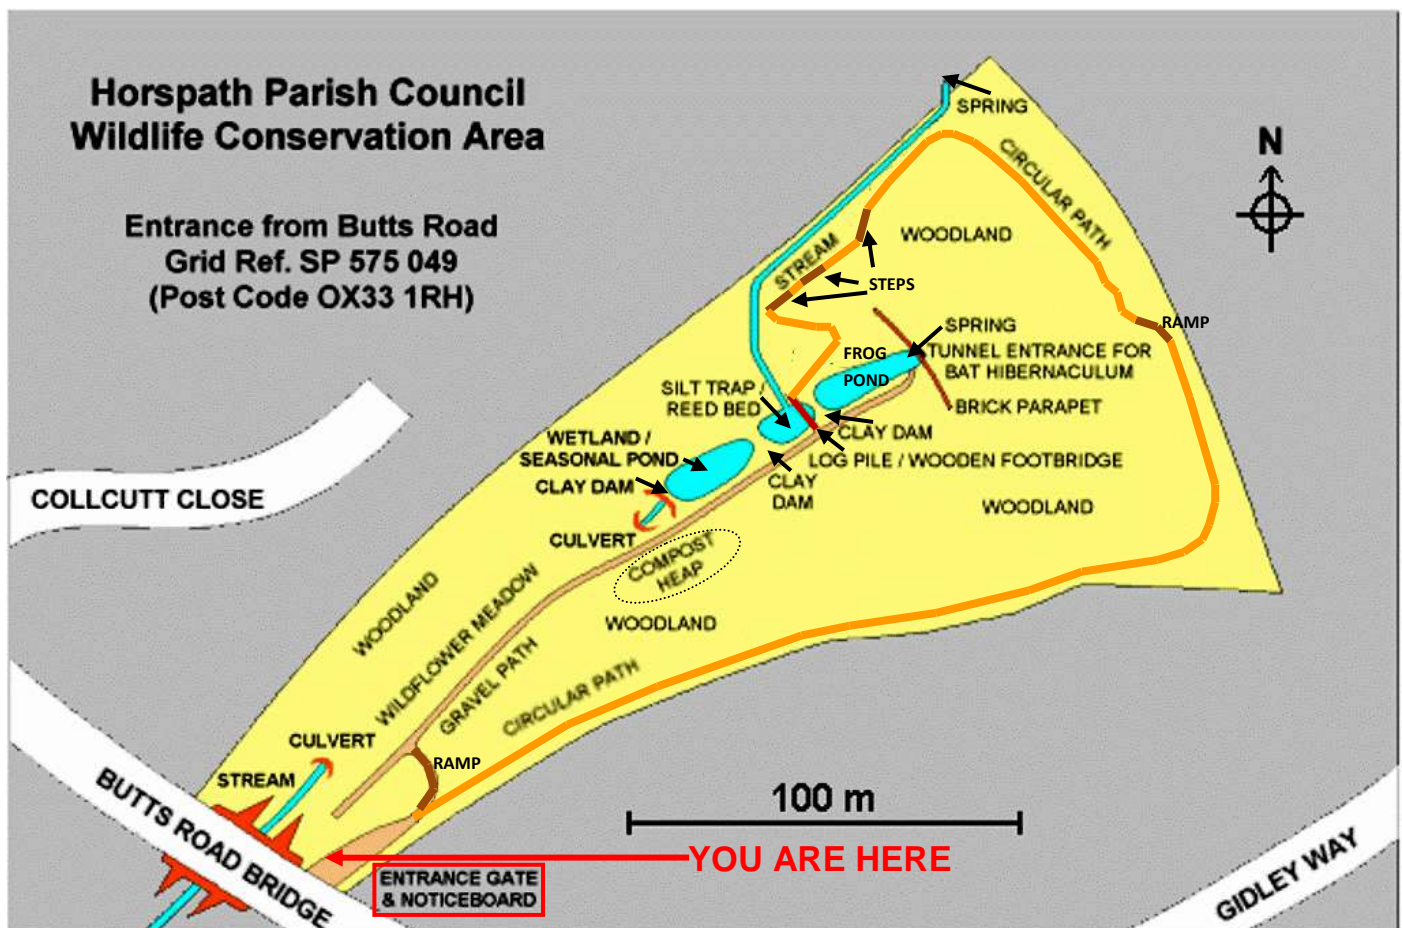 Horspath Parish Council
Wildlife Conservation Area
Entrance from Butts Road
Grid Ref. SP 575 049
(Post Code OX33 1RH)
SPRING
N
CIRCULAR PATH
WOODLAND
STREAM
STEPS
SPRING
RAMP
FROG
POND
TUNNEL ENTRANCE FOR
BAT HIBERNACULUM
SILT TRAP /
REED BED
BRICK PARAPET
CLAY DAM
WETLAND /
SEASONAL POND
LOG PILE / WOODEN FOOTBRIDGE
CLAY DAM
CLAY
DAM
COLLCUTT CLOSE
WOODLAND
CULVERT
COMPOST
HEAP
WOODLAND
WILDFLOWER MEADOW
WOODLAND
GRAVEL PATH
CIRCULAR PATH
CULVERT
RAMP
STREAM
BUTTS ROAD BRIDGE
100 m
YOU ARE HERE
ENTRANCE GATE
& NOTICEBOARD
GIDLEY WAY